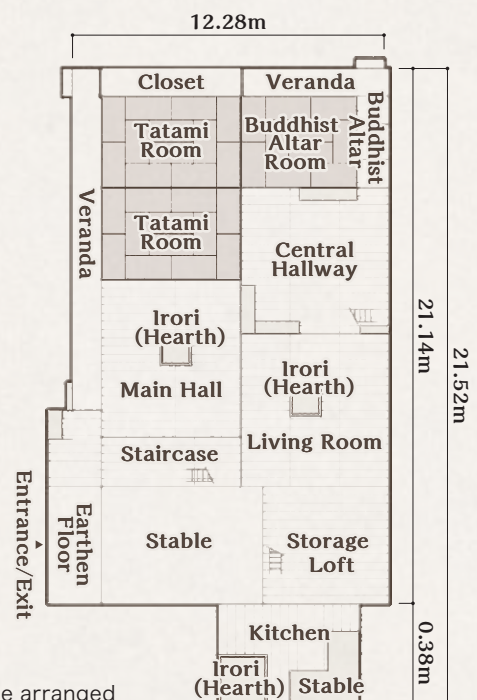 12.28m
Closet
Veranda
Tatami
Room
Buddhist
Altar
Room
Buddhist
Altar
Veranda
Tatami
Room
Central
Hallway
Irori
(Hearth)
Main Hall
Irori
(Hearth)
Living Room
21.14m
21.52m
Staircase
Entrance/Exit
Earthen
Floor
Stable
Storage
Loft
Kitchen
Irori
(Hearth)
Stable
0.38m
e arranged